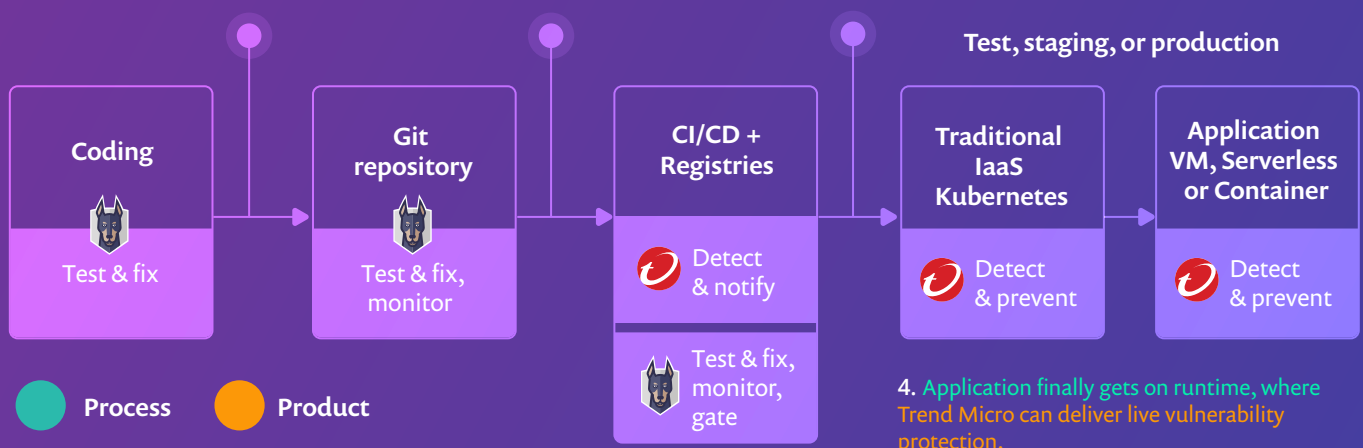 Test, staging, or production
Coding
Test & fix
Git
repository
Test & fix,
monitor
CI/CD +
Registries
Detect
& notify
Test & fix,
monitor,
gate
Traditional
IaaS
Kubernetes
Detect
& prevent
Application
VM, Serverless
or Container
Detect
& prevent
Process
Product
4. Application finally gets on runtime, where
Trend Micro can deliver live vulnerability
protection.